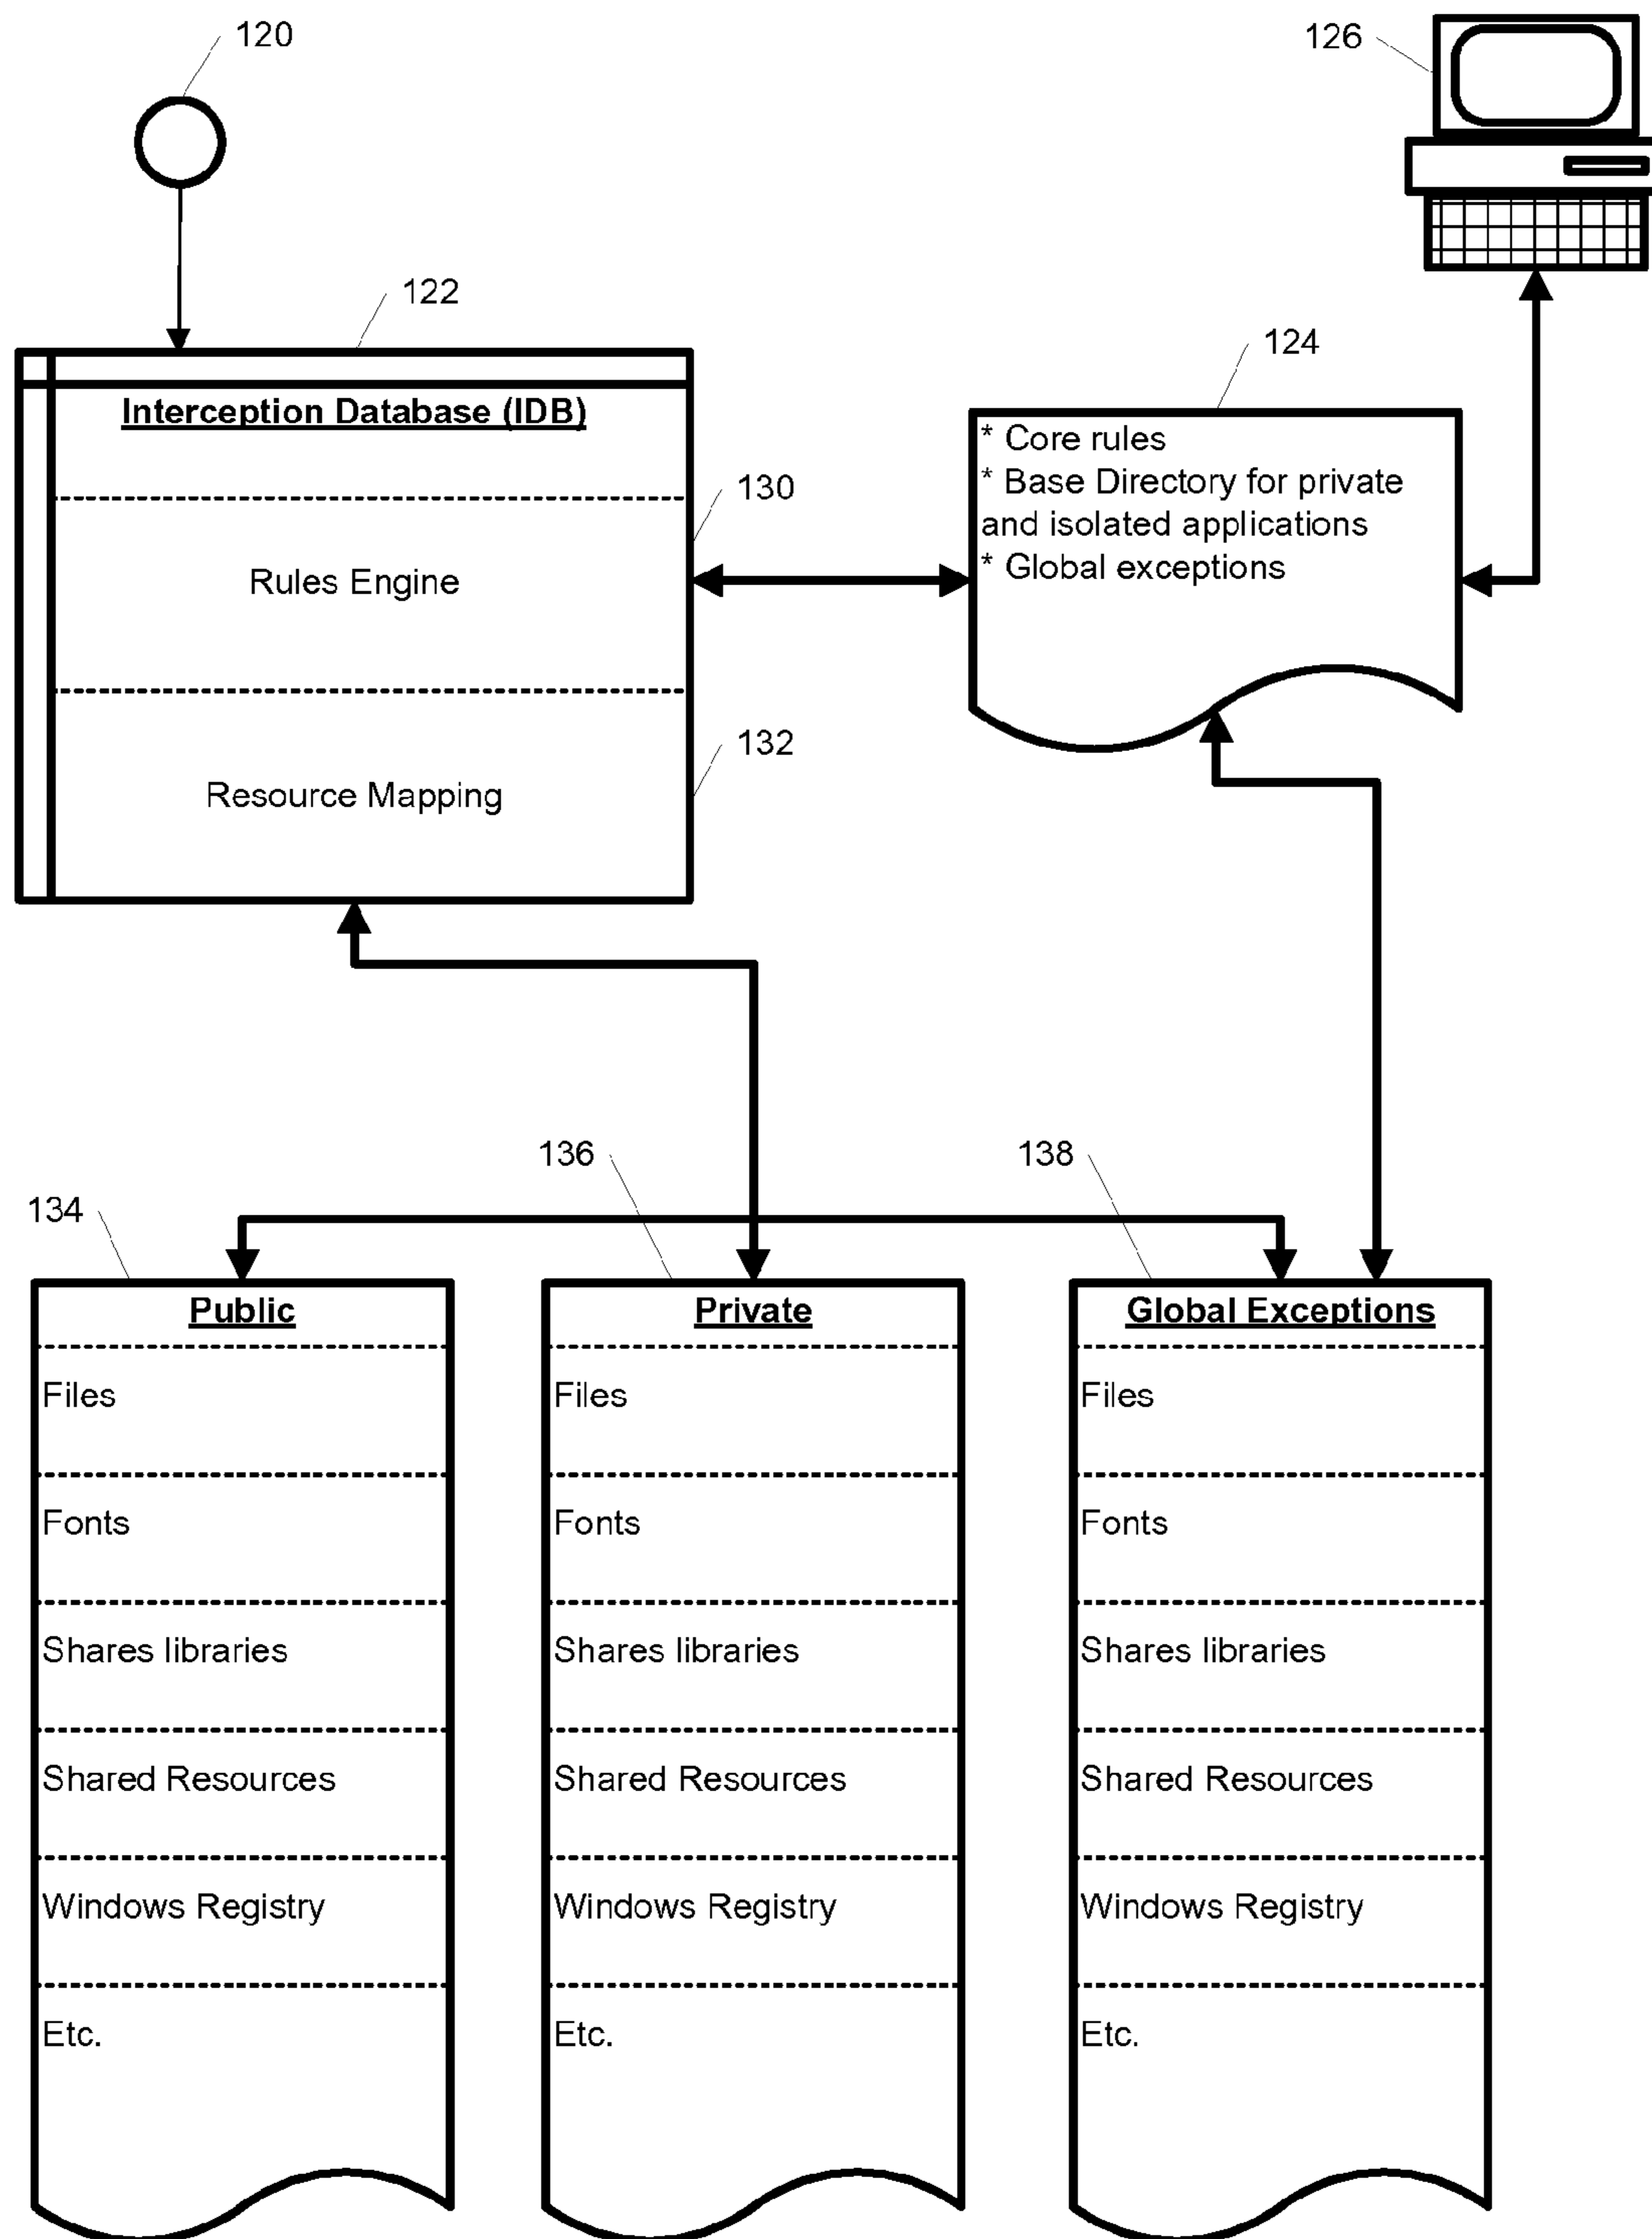 120
126
122
124
Interception Database (IDB)
130
Rules Engine
132
Resource Mapping
* Core rules
* Base Directory for private
and isolated applications
* Global exceptions
134
136
138
Public
Files
Fonts
Shares libraries
Shared Resources
Windows Registry
Etc.
Private
Files
Fonts
Shares libraries
Shared Resources
Windows Registry
Etc.
Global Exceptions
Files
Fonts
Shares libraries
Shared Resources
Windows Registry
Etc.